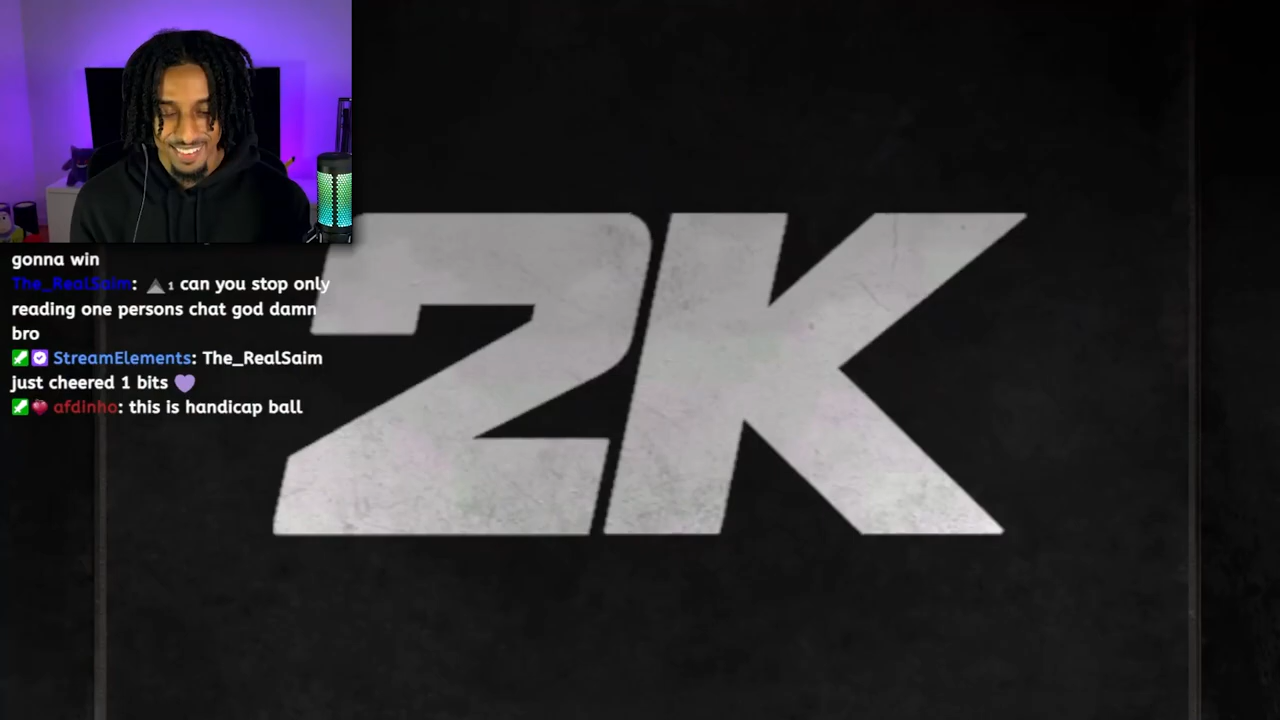 gonna win
The_RealSaim: 1 can you stop only
reading one persons chat god damn
bro
StreamElements: The_RealSaim
just cheered 1 bits
afdinho: this is handicap ball
2K